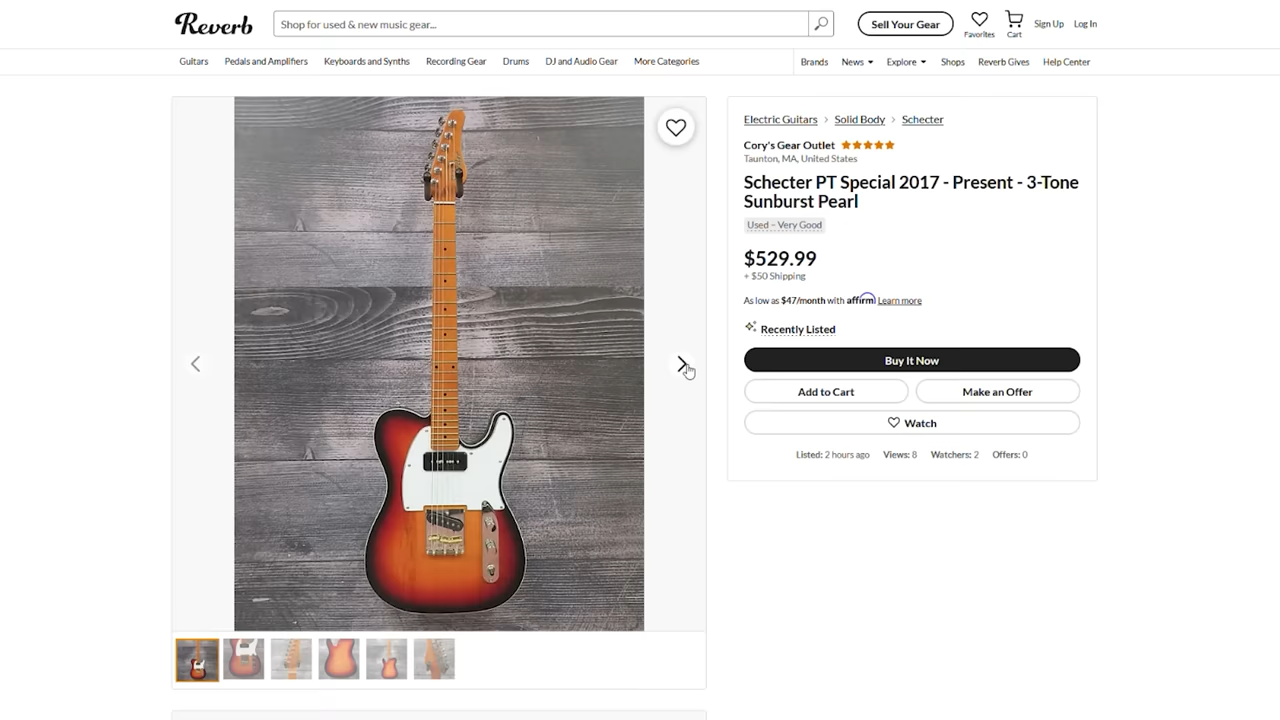 Reverb
Shop for used & new music gear...
Sell Your Gear
Favorites
Cart
Sign Up
Log In
Guitars
Pedals and Amplifiers
Keyboards and Synths
Recording Gear
Drums
DJ and Audio Gear
More Categories
Brands
News
Explore
Shops
Reverb Gives
Help Center
Electric Guitars > Solid Body > Schecter
Cory's Gear Outlet
Taunton, MA, United States
Schecter PT Special 2017 - Present - 3-Tone
Sunburst Pearl
Used – Very Good
$529.99
+ $50 Shipping
As low as $47/month with affirm Learn more
Recently Listed
Buy It Now
Add to Cart
Make an Offer
Watch
Listed: 2 hours ago
Views: 8
Watchers: 2
Offers: 0